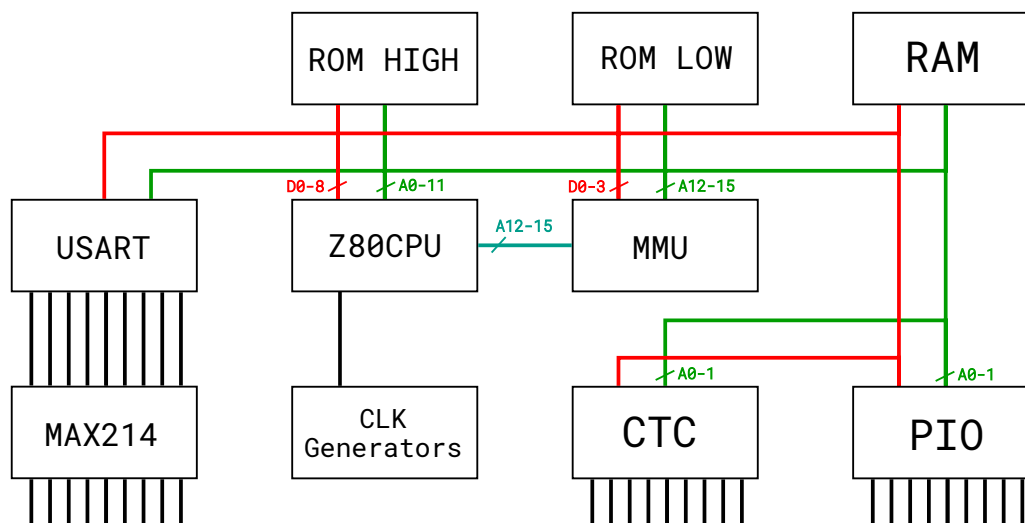 ROM HIGH
ROM LOW
RAM
D0-8
A0-11
D0-3
A12-15
USART
Z80CPU
A12-15
MMU
A0-1
A0-1
MAX214
CLK
Generators
CTC
PIO